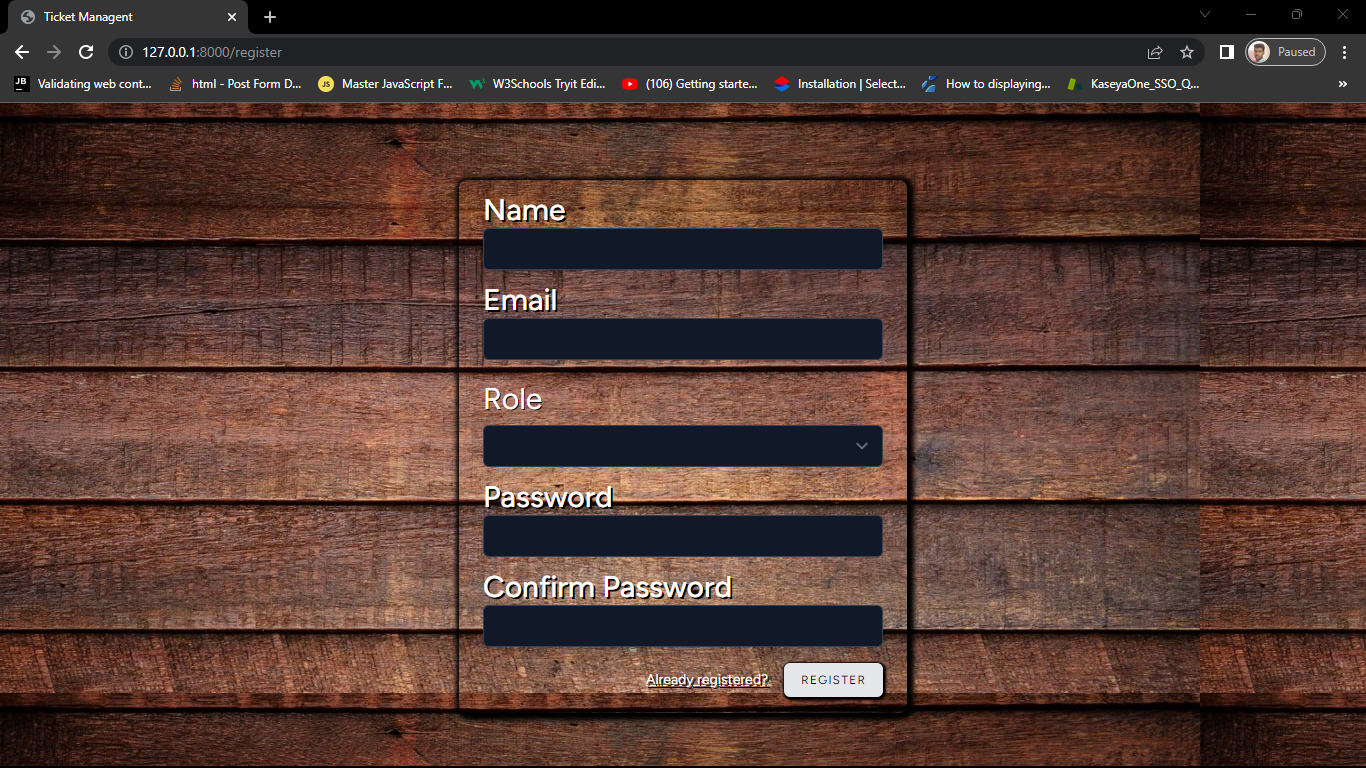 Ticket Managent
127.0.0.1:8000/register
Paused
JB Validating web cont... html - Post Form D... JS Master JavaScript F... W3Schools Tryit Edi... (106) Getting starte... Installation | Select... How to displaying... KaseyaOne_SSO_Q... »
Name
Email
Role
Password
Confirm Password
Already registered?
REGISTER